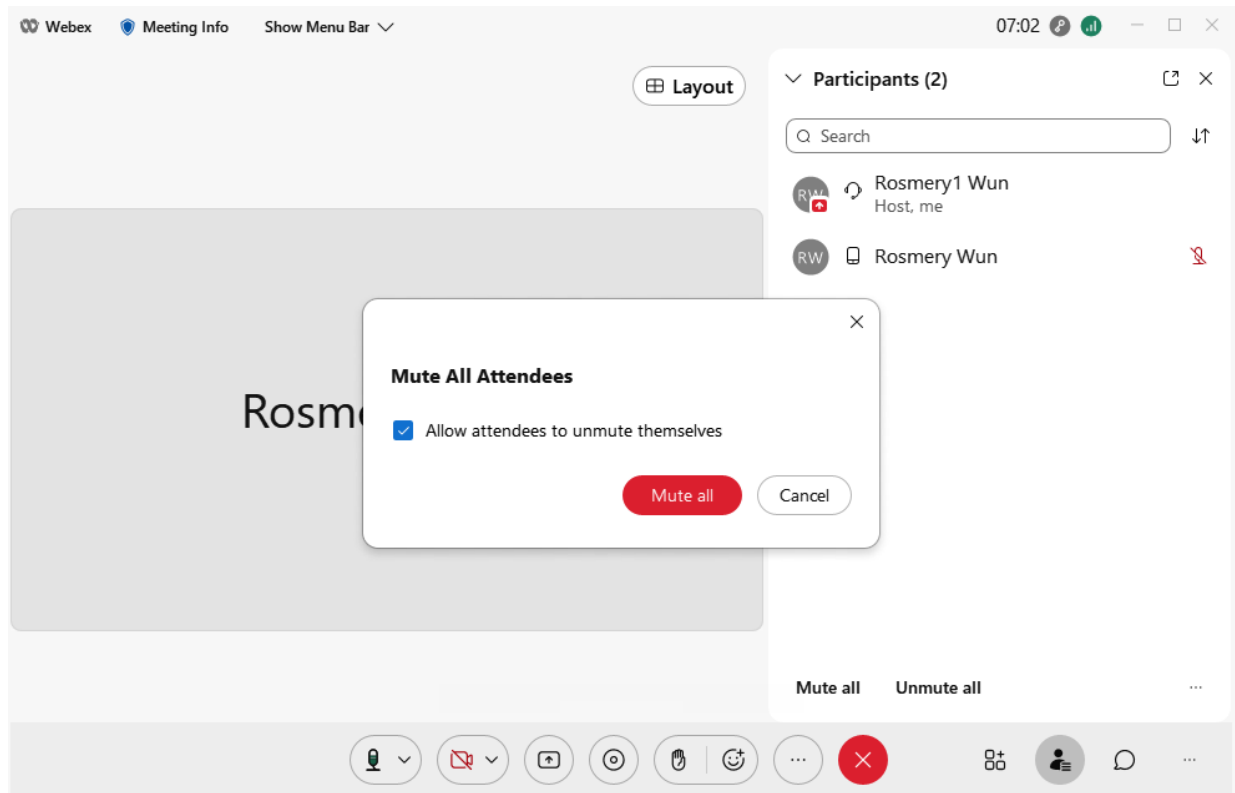 Webex Meeting Info Show Menu Bar 07:02
Layout
Participants (2)
Search
RW Rosmery1 Wun
Host, me
RW Rosmery Wun
Mute All Attendees
Rosm
Allow attendees to unmute themselves
Mute all Cancel
Mute all Unmute all